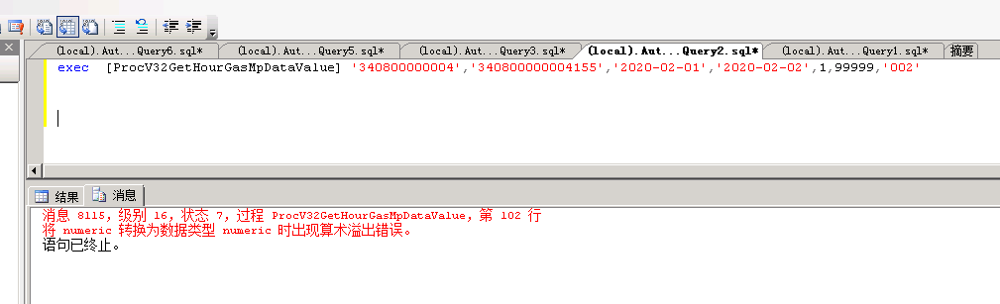 (local).Aut...Query6.sql*
(local).Aut...Query5.sql*
(local).Aut...Query3.sql*
(local).Aut...Query2.sql*
(local).Aut...Query1.sql*
摘要
exec [ProcV32GetHourGasMpDataValue] '340800000004','340800000004155','2020-02-01','2020-02-02',1,99999,'002'
结果
消息
消息 8115，级别 16，状态 7，过程 ProcV32GetHourGasMpDataValue，第 102 行
将 numeric 转换为数据类型 numeric 时出现算术溢出错误。
语句已终止。